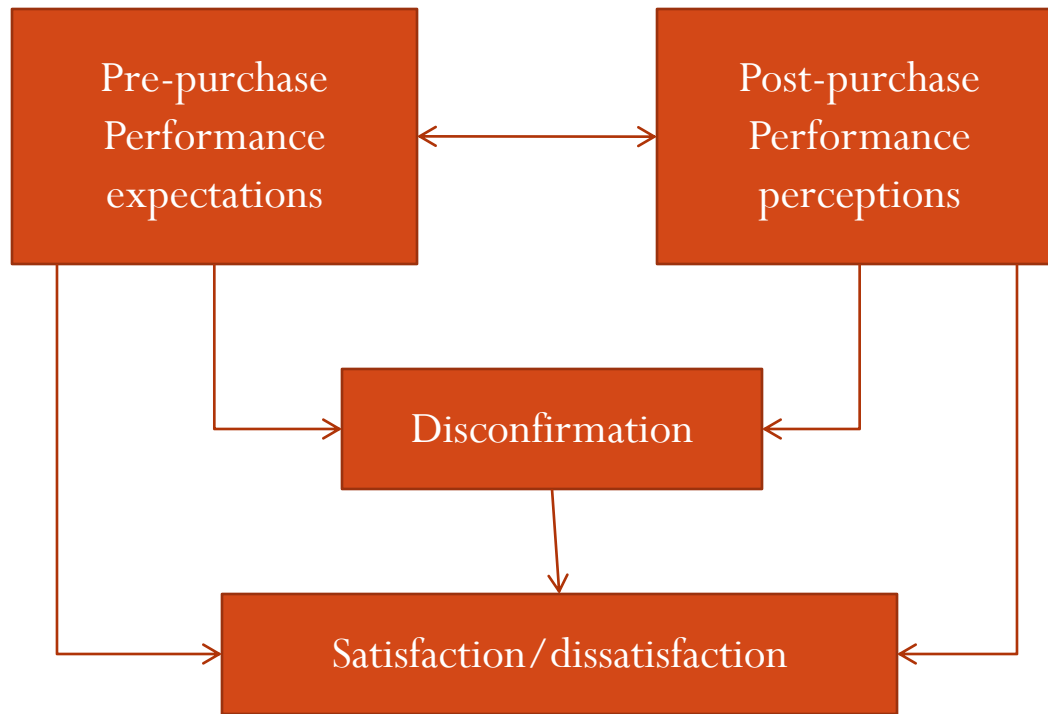 Pre-purchase
Performance
expectations
Post-purchase
Performance
perceptions
Disconfirmation
Satisfaction/dissatisfaction